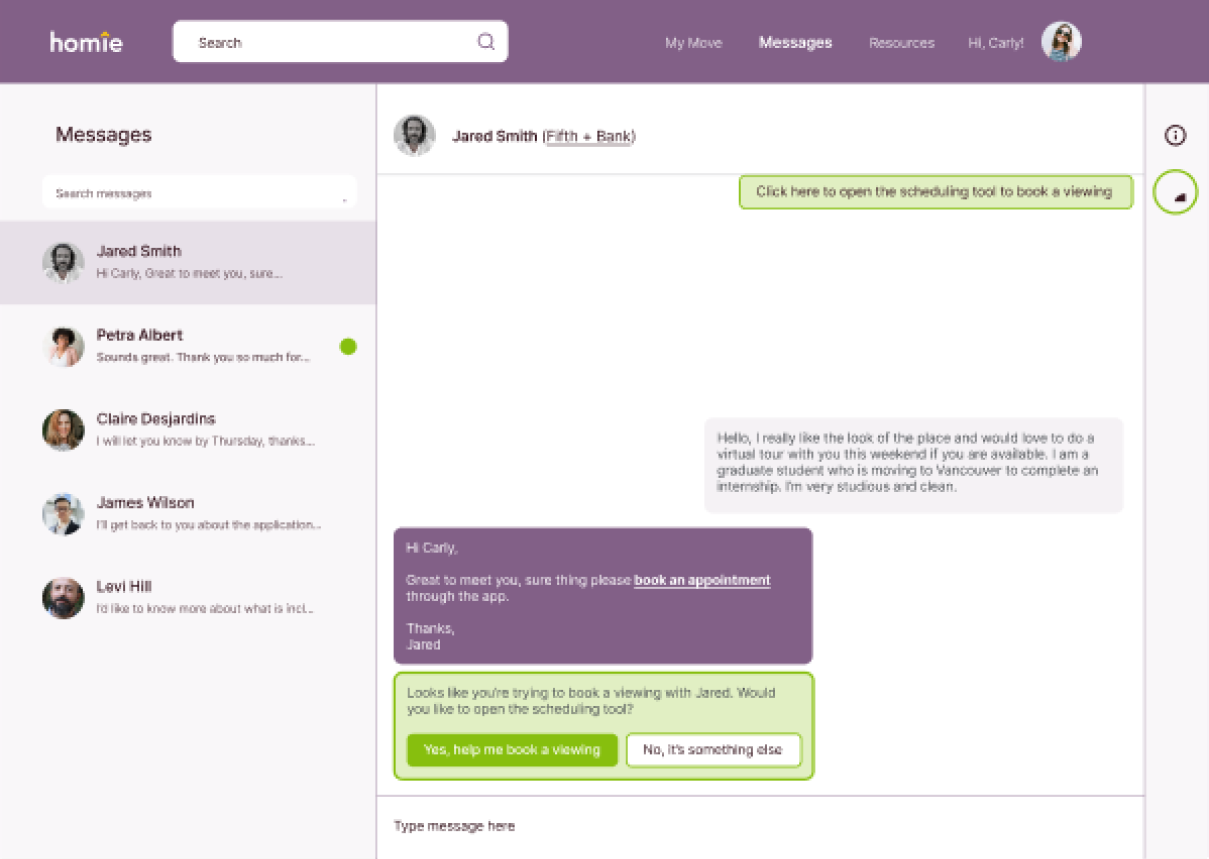 homie
Search
My Move
Messages
Resources
Hi, Carly!
Messages
Search messages
Jared Smith
Hi Carly, Great to meet you, sure...
Petra Albert
Sounds great. Thank you so much for...
Claire Desjardins
I will let you know by Thursday, thanks...
James Wilson
I'll get back to you about the application...
Levi Hill
I'd like to know more about what is incl...
Jared Smith (Fifth + Bank)
Click here to open the scheduling tool to book a viewing
Hello, I really like the look of the place and would love to do a
virtual tour with you this weekend if you are available. I am a
graduate student who is moving to Vancouver to complete an
internship. I'm very studious and clean.
Hi Carly,
Great to meet you, sure thing please book an appointment
through the app.
Thanks,
Jared
Looks like you're trying to book a viewing with Jared. Would
you like to open the scheduling tool?
Yes, help me book a viewing
No, it's something else
Type message here